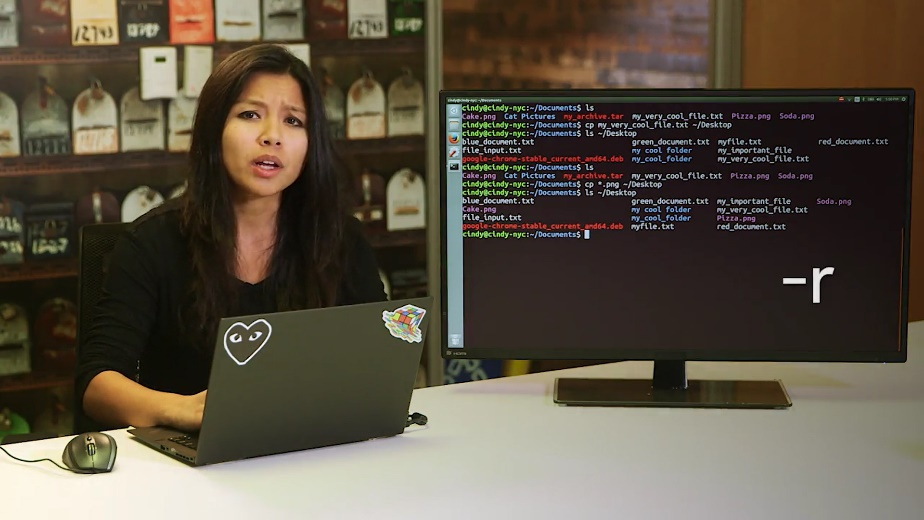 12743
cindy@cindy-nyc:~/Documents$ ls
Cake.png Cat Pictures my_archive.tar my_very_cool_file.txt Pizza.png Soda.png
cindy@cindy-nyc:~/Documents$ cp my_very_cool_file.txt ~/Desktop
cindy@cindy-nyc:~/Documents$ ls ~/Desktop
blue_document.txt green_document.txt myfile.txt red_document.txt
file_input.txt my cool folder my_important_file
google-chrome-stable_current_amd64.deb my_cool_folder my_very_cool_file.txt
cindy@cindy-nyc:~/Documents$ ls
Cake.png Cat Pictures my_archive.tar my_very_cool_file.txt Pizza.png Soda.png
cindy@cindy-nyc:~/Documents$ cp *.png ~/Desktop
cindy@cindy-nyc:~/Documents$ ls ~/Desktop
blue_document.txt green_document.txt my_important_file Soda.png
Cake.png my cool folder my_very_cool_file.txt
file_input.txt my_cool_folder Pizza.png
google-chrome-stable_current_amd64.deb myfile.txt red_document.txt
cindy@cindy-nyc:~/Documents$
-r